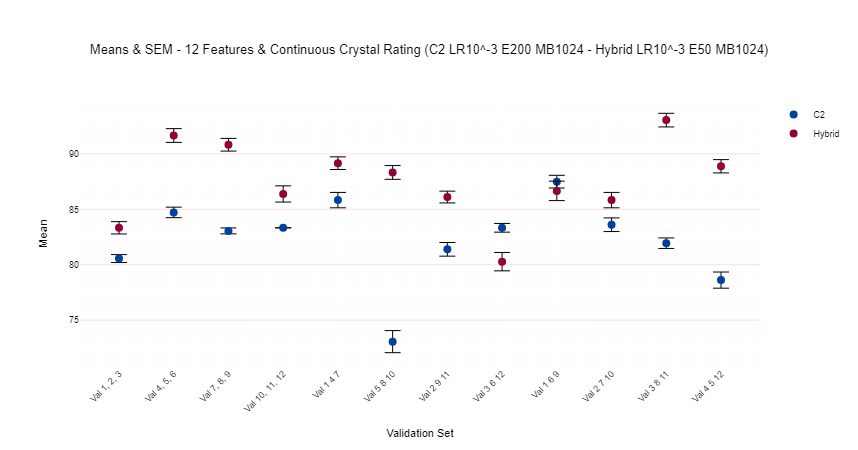 Means & SEM - 12 Features & Continuous Crystal Rating (C2 LR10^-3 E200 MB1024 - Hybrid LR10^-3 E50 MB1024)
C2
Hybrid
90
85
80
75
Mean
Val 1, 2, 3
Val 4, 5, 6
Val 7, 8, 9
Val 10, 11, 12
Val 1 4 7
Val 5 8 10
Val 2 9 11
Val 3 6 12
Val 1 6 9
Val 2 7 10
Val 3 8 11
Val 4 5 12
Validation Set